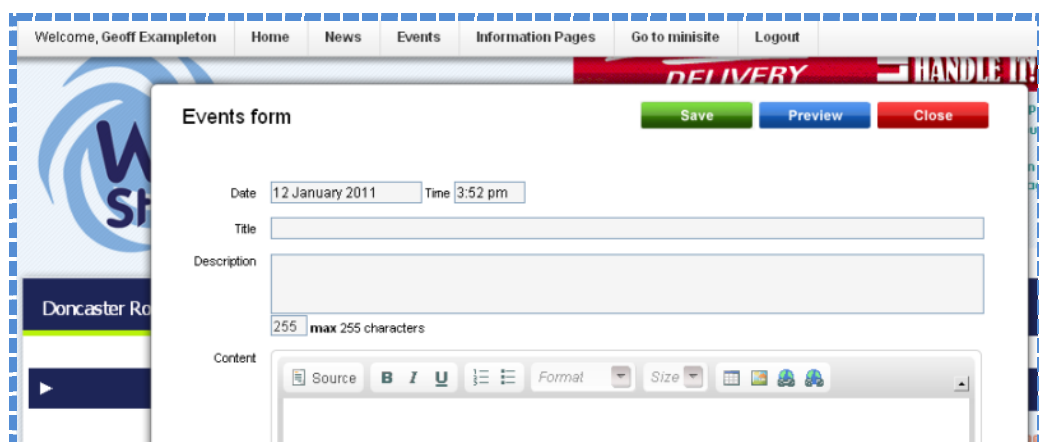 Welcome, Geoff Exampleton Home News Events Information Pages Go to minisite Logout
DELIVERY HANDLE IT!
Events form Save Preview Close
Date 12 January 2011 Time 3:52 pm
Title
Description
Doncaster Ro
255 max 255 characters
Content
Source B I U Format Size